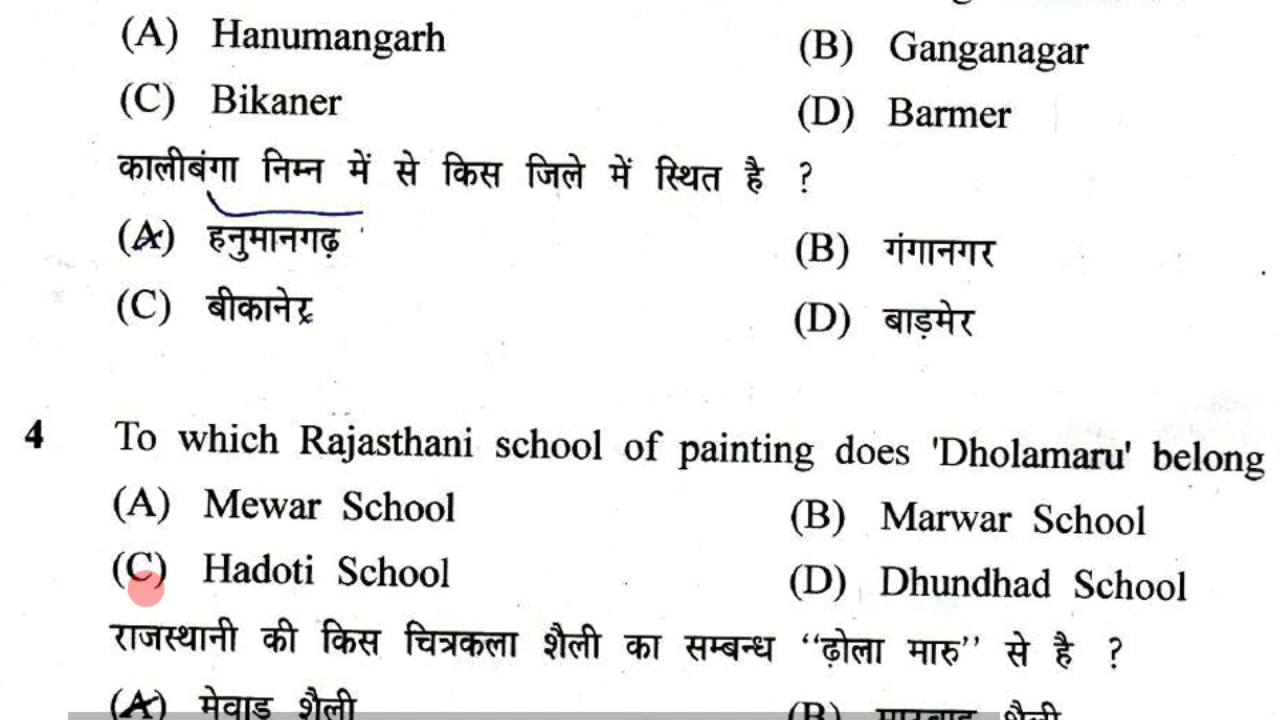 (A) Hanumangarh (B) Ganganagar
(C) Bikaner (D) Barmer
कालीबंगा निम्न में से किस जिले में स्थित है ?
(A) हनुमानगढ़ (B) गंगानगर
(C) बीकानेर (D) बाड़मेर
4 To which Rajasthani school of painting does 'Dholamaru' belong
(A) Mewar School (B) Marwar School
(C) Hadoti School (D) Dhundhad School
राजस्थानी की किस चित्रकला शैली का सम्बन्ध “ढ़ोला मारु” से है ?
(A) मेवाड़ शैली (B) मारवाड़ शैली